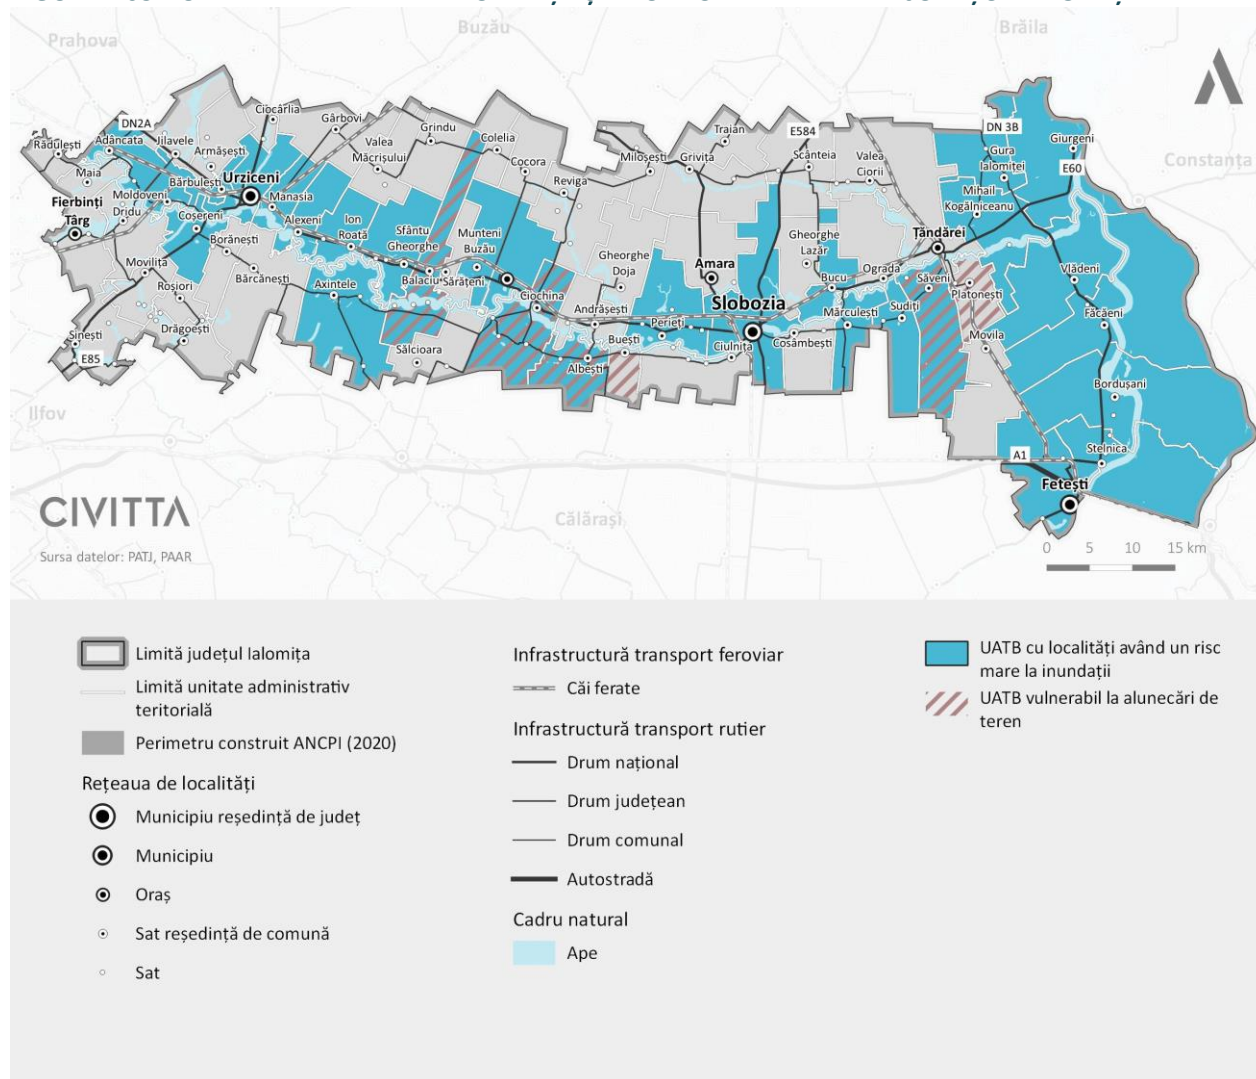 Prahova
Buzău
Brăila
Constanța
Ilfov
Călărași
DN2A
Ciocârlia
Gârbovi
Grindu
Colelia
Traian
E584
DN 3B
Giurgeni
Rădulești
Adâncata
Jilavele
Armășești
Valea
Măcrișului
Cocora
Miloșești
Grivița
Scânteia
Valea
Ciorii
Gura
Ialomiței
E60
Maia
Bărbulești
Urziceni
Reviga
Mihail
Kogălniceanu
Fierbinți
Târg
Moldoveni
Dridu
Manasia
Coșereni
Alexeni
Ion
Roată
Sfântu
Gheorghe
Munteni
Buzău
Gheorghe
Lazăr
Țăndărei
Borănești
Bărcănești
Movilița
Roșiori
Axintele
Balaciu
Sărățeni
Gheorghe
Doja
Amara
Bucu
Ograda
Săveni
Platonești
Vlădeni
Giochina
Andrășești
Slobozia
Mărculești
Sudiți
Făcăeni
Sinești
Drăgoești
E85
Perieți
Buești
Ciulnița
Cosâmbești
Movila
Sălcioara
Albești
Bordușani
A1
Stelnica
Fetești
CIVITTA
Sursa datelor: PATJ, PAAR
0 5 10 15 km
Limită județul Ialomița
Limită unitate administrativ
teritorială
Perimetru construit ANCPI (2020)
Rețeaua de localități
Municipiu reședință de județ
Municipiu
Oraș
Sat reședință de comună
Sat
Infrastructură transport feroviar
Căi ferate
Infrastructură transport rutier
Drum național
Drum județean
Drum comunal
Autostradă
Cadru natural
Ape
UATB cu localități având un risc
mare la inundații
UATB vulnerabil la alunecări de
teren